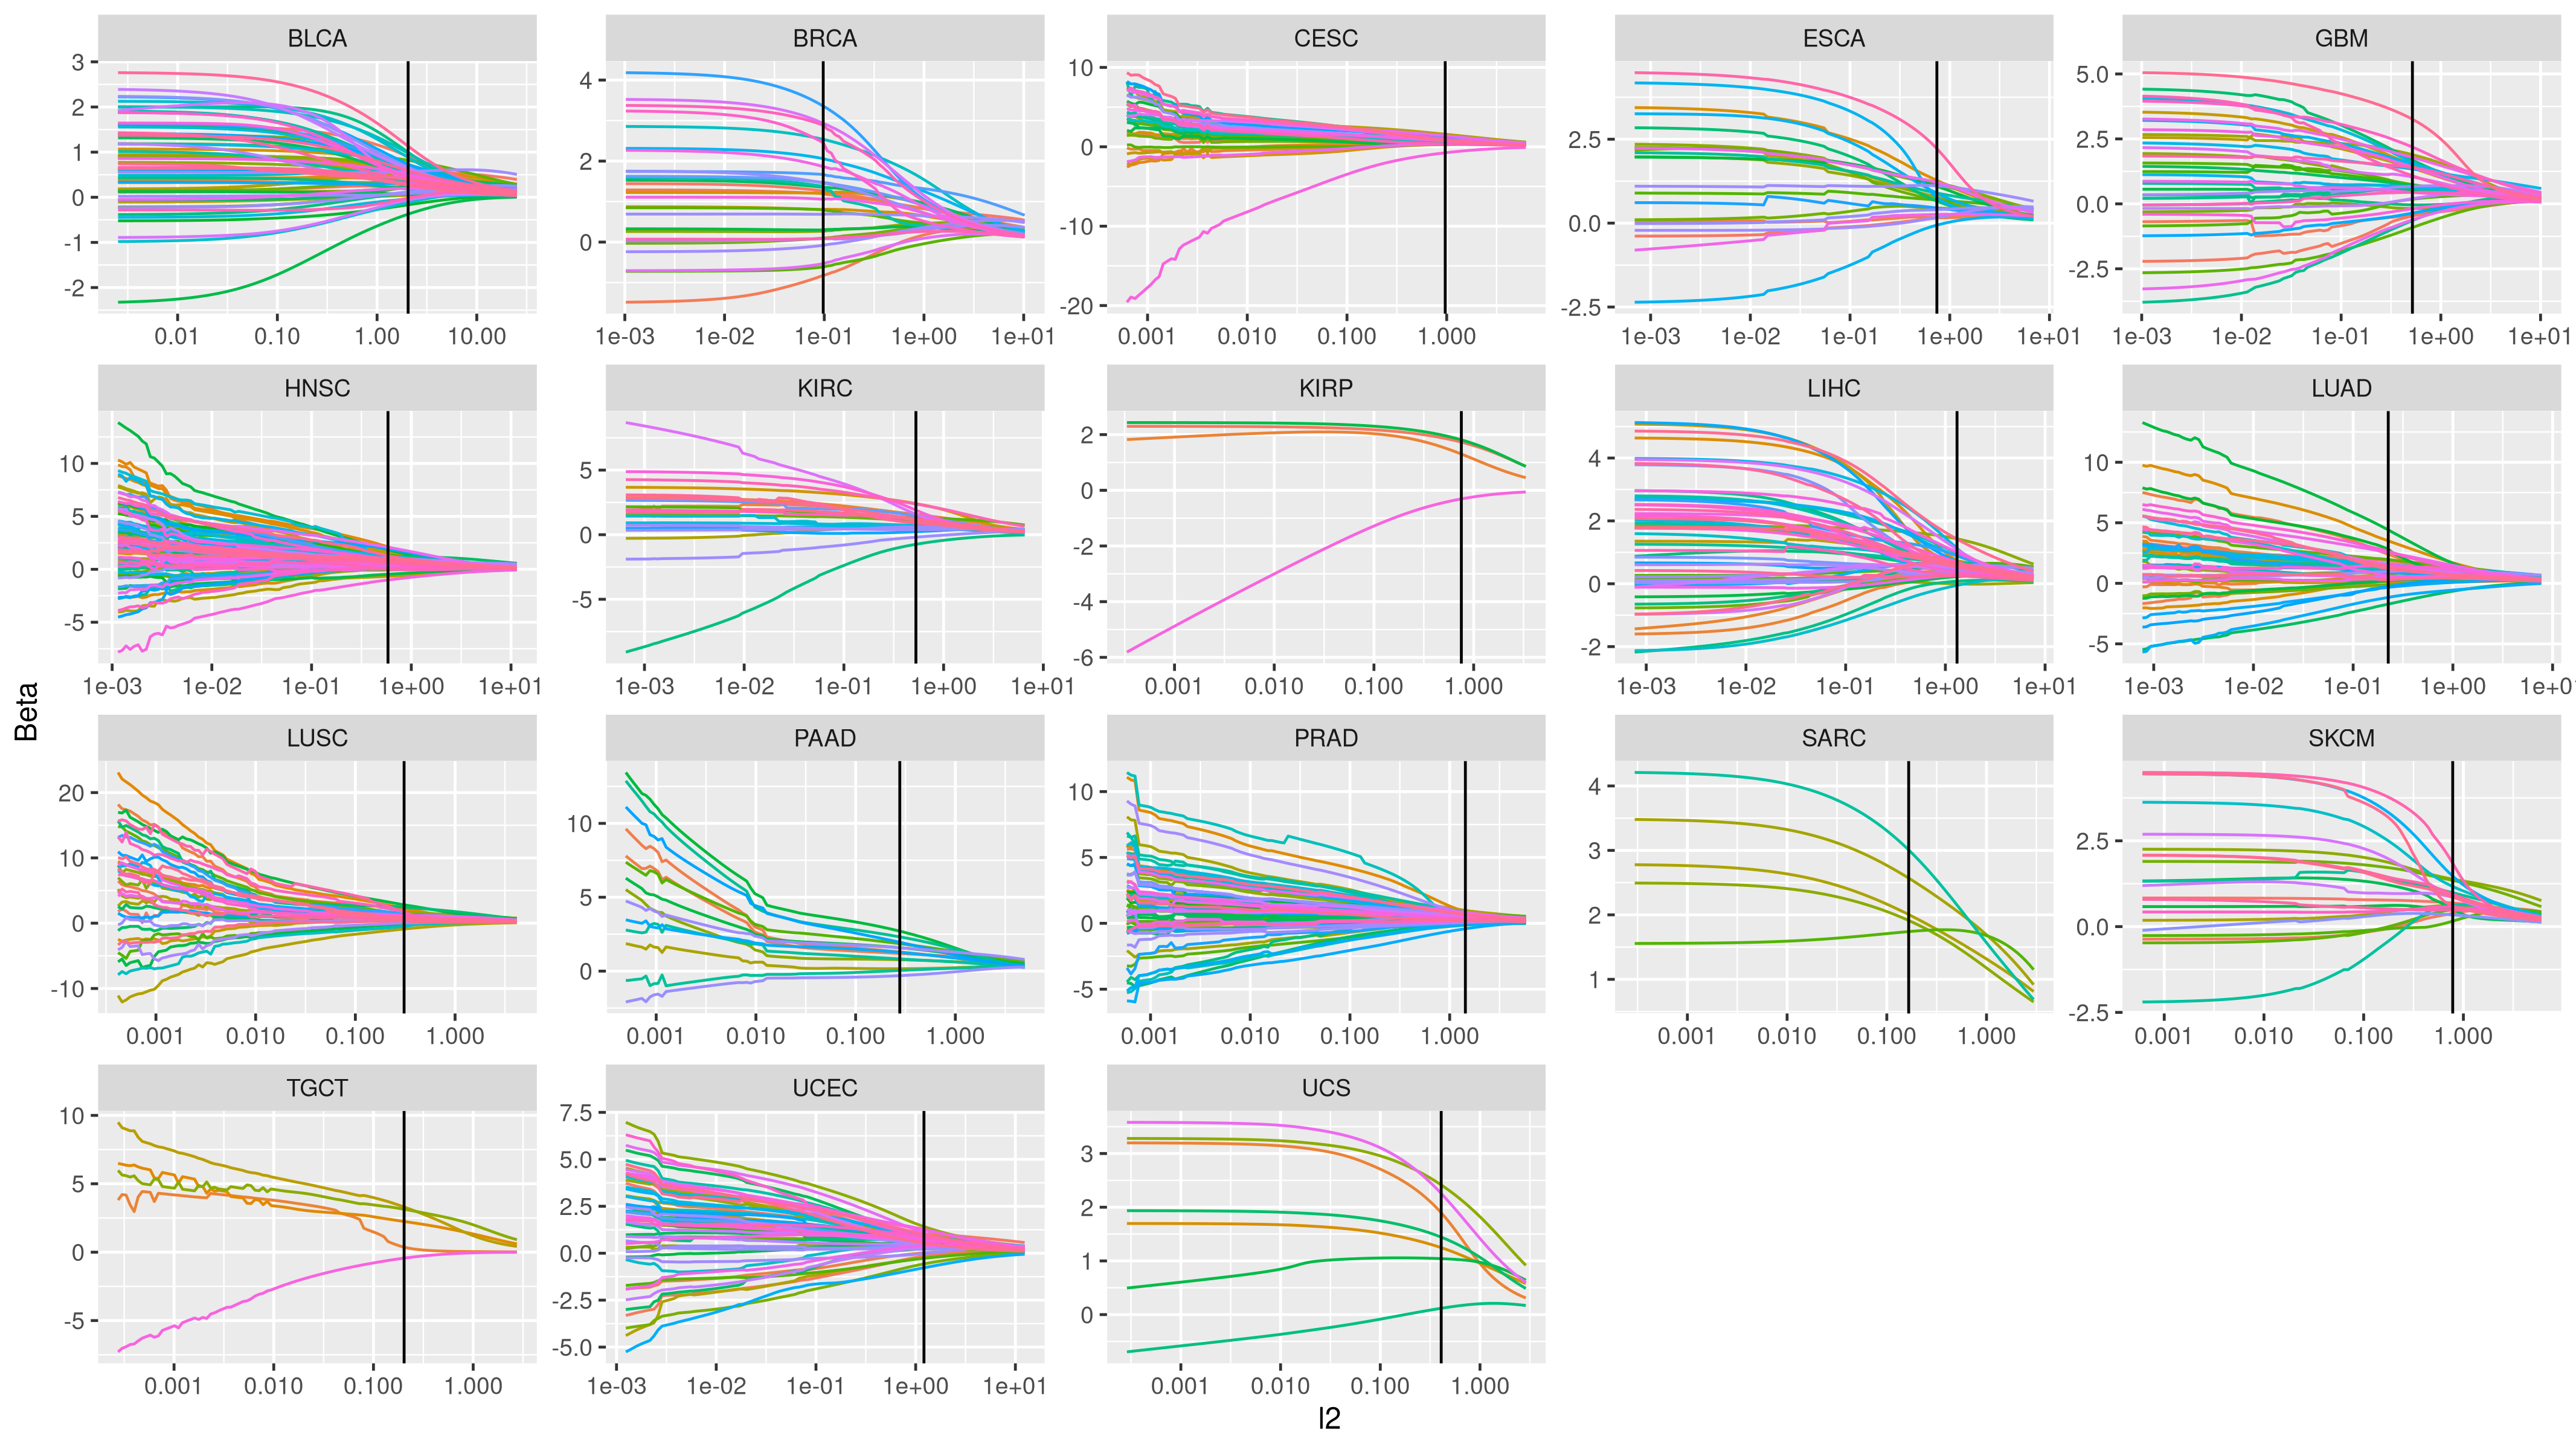 BLCA BRCA CESC ESCA GBM
3 2 1 0 -1 -2
4 2 0
10 0 -10 -20
2.5 0.0 -2.5
5.0 2.5 0.0 -2.5
0.01 0.10 1.00 10.00 1e-03 1e-02 1e-01 1e+00 1e+01 0.001 0.010 0.100 1.000 1e-03 1e-02 1e-01 1e+00 1e+01 1e-03 1e-02 1e-01 1e+00 1e+01
HNSC KIRC KIRP LIHC LUAD
10 5 0 -5
5 0 -5
2 0 -2 -4 -6
4 2 0 -2
10 5 0 -5
1e-03 1e-02 1e-01 1e+00 1e+01 1e-03 1e-02 1e-01 1e+00 1e+01 0.001 0.010 0.100 1.000 1e-03 1e-02 1e-01 1e+00 1e+01 1e-03 1e-02 1e-01 1e+00
Beta
LUSC PAAD PRAD SARC SKCM
20 10 0 -10
10 5 0
10 5 0 -5
4 3 2 1
2.5 0.0 -2.5
0.001 0.010 0.100 1.000 0.001 0.010 0.100 1.000 0.001 0.010 0.100 1.000 0.001 0.010 0.100 1.000 0.001 0.010 0.100 1.000
TGCT UCEC UCS
10 5 0 -5
7.5 5.0 2.5 0.0 -2.5 -5.0
3 2 1 0
0.001 0.010 0.100 1.000 1e-03 1e-02 1e-01 1e+00 1e+01 0.001 0.010 0.100 1.000
l2